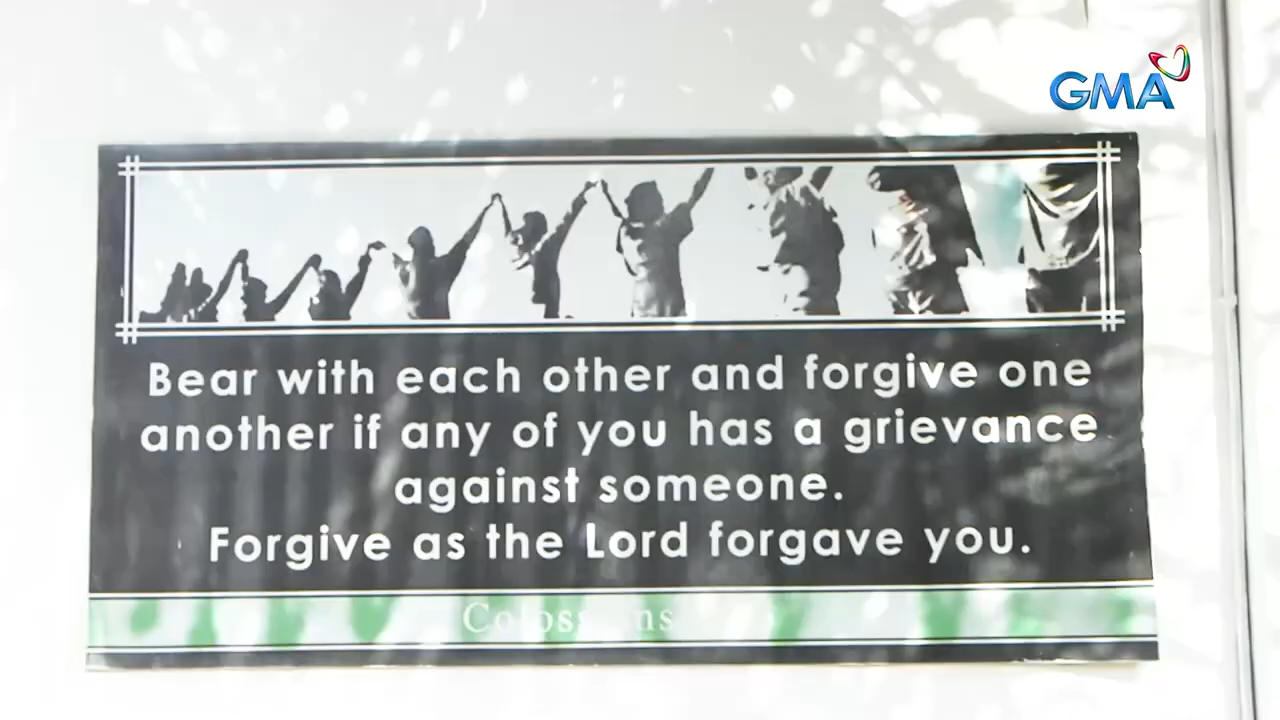 GMA
Bear with each other and forgive one
another if any of you has a grievance
against someone.
Forgive as the Lord forgave you.